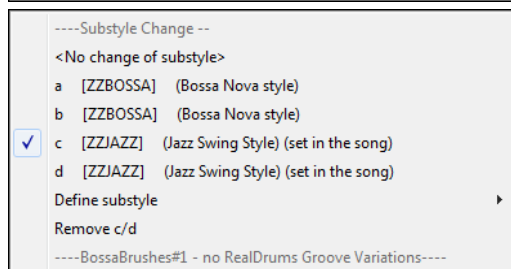 ----Substyle Change --
<No change of substyle>
a [ZZBOSSA] (Bossa Nova style)
b [ZZBOSSA] (Bossa Nova style)
c [ZZJAZZ] (Jazz Swing Style) (set in the song)
d [ZZJAZZ] (Jazz Swing Style) (set in the song)
Define substyle
Remove c/d
----BossaBrushes#1 - no RealDrums Groove Variations----